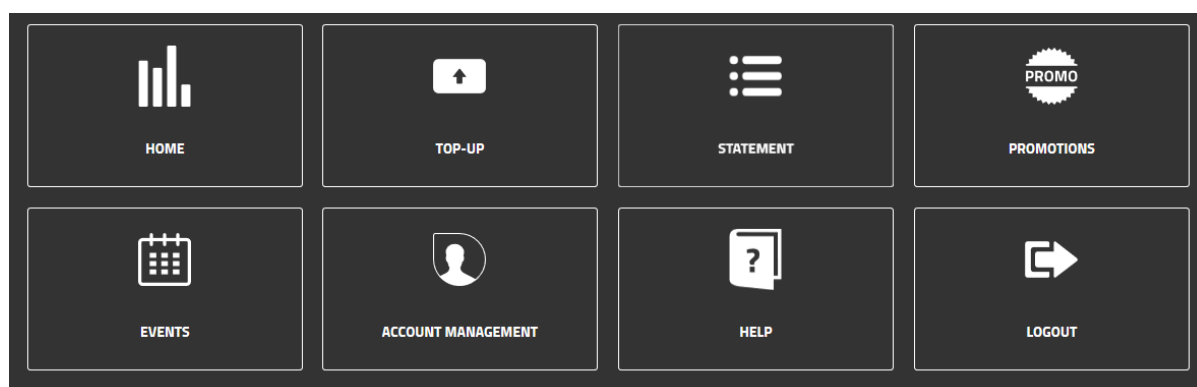 PROMO
HOME
TOP-UP
STATEMENT
PROMOTIONS
?
EVENTS
ACCOUNT MANAGEMENT
HELP
LOGOUT